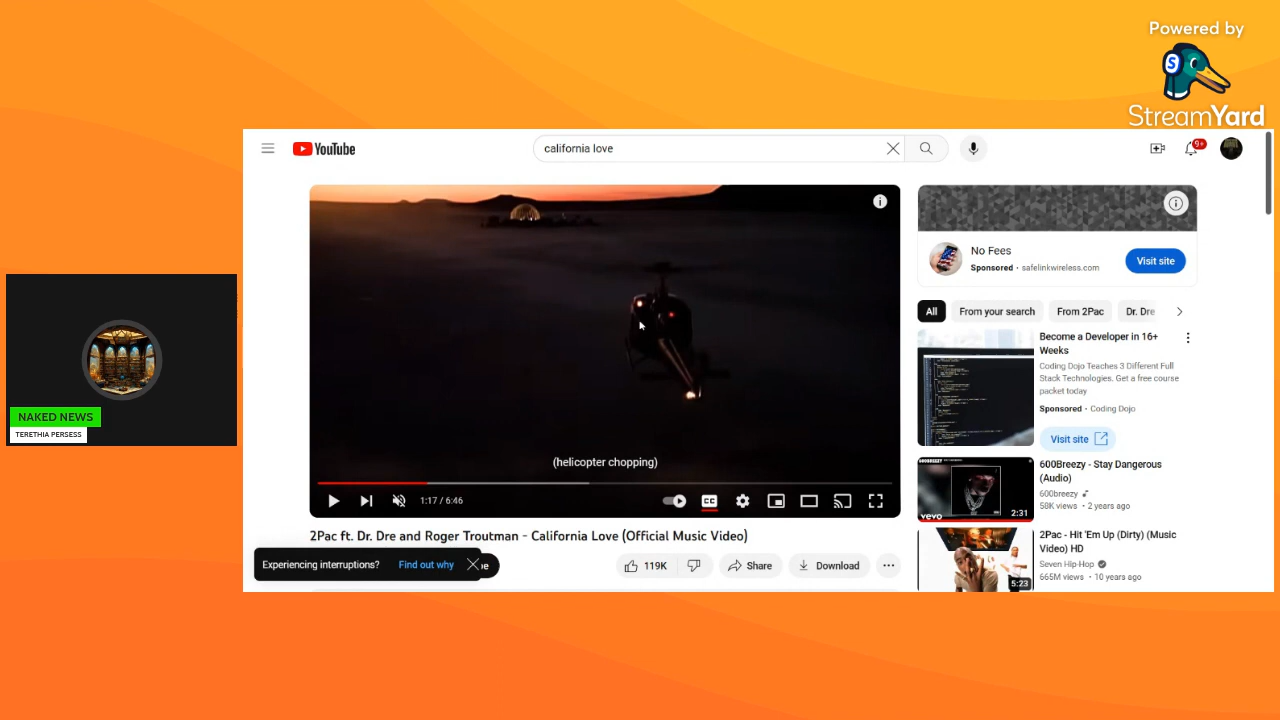 Powered by
StreamYard
YouTube
california love
9+
No Fees
Sponsored · safelinkwireless.com
Visit site
All
From your search
From 2Pac
Dr. Dre
Become a Developer in 16+
Weeks
Coding Dojo Teaches 3 Different Full
Stack Technologies. Get a free course
packet today
Sponsored · Coding Dojo
Visit site
(helicopter chopping)
CC
1:17 / 6:46
NAKED NEWS
TERETHIA PERSESS
600Breezy - Stay Dangerous
(Audio)
600breezy
58K views · 2 years ago
vevo
2:31
2Pac ft. Dr. Dre and Roger Troutman - California Love (Official Music Video)
2Pac - Hit 'Em Up (Dirty) (Music
Video) HD
Seven Hip-Hop
665M views · 10 years ago
5:23
Experiencing interruptions?
Find out why
119K
Share
Download